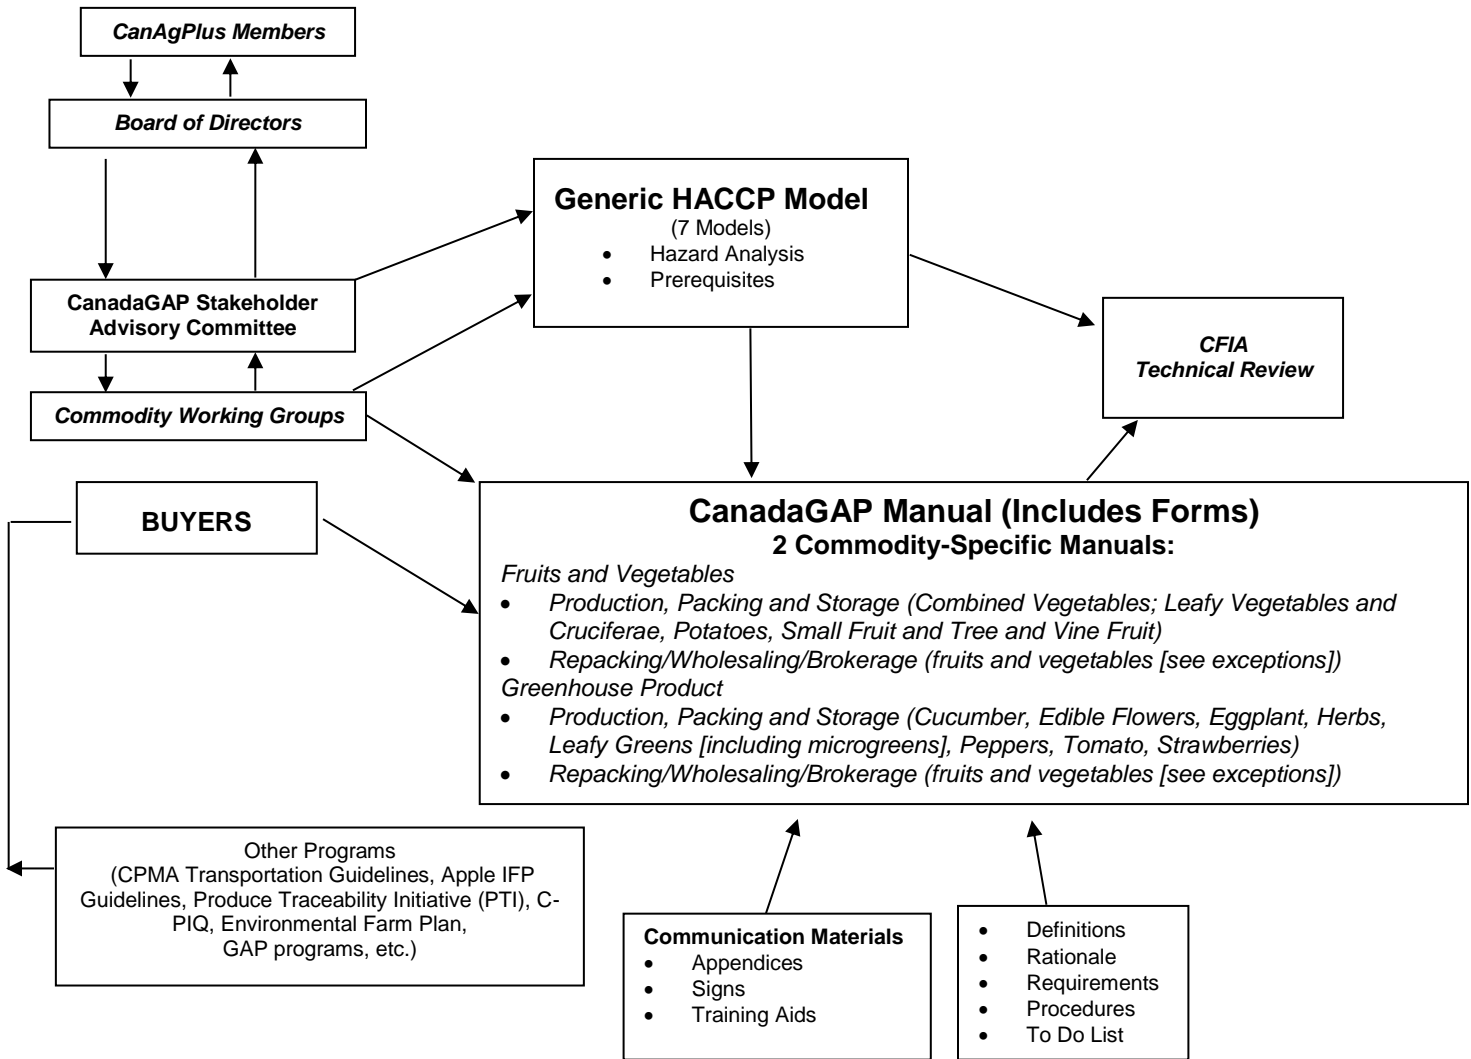 CanAgPlus Members
Board of Directors
CanadaGAP Stakeholder
Advisory Committee
Commodity Working Groups
Generic HACCP Model
(7 Models)
• Hazard Analysis
• Prerequisites
CFIA
Technical Review
BUYERS
CanadaGAP Manual (Includes Forms)
2 Commodity-Specific Manuals:
Fruits and Vegetables
• Production, Packing and Storage (Combined Vegetables; Leafy Vegetables and
Cruciferae, Potatoes, Small Fruit and Tree and Vine Fruit)
• Repacking/Wholesaling/Brokerage (fruits and vegetables [see exceptions])
Greenhouse Product
• Production, Packing and Storage (Cucumber, Edible Flowers, Eggplant, Herbs,
Leafy Greens [including microgreens], Peppers, Tomato, Strawberries)
• Repacking/Wholesaling/Brokerage (fruits and vegetables [see exceptions])
Other Programs
(CPMA Transportation Guidelines, Apple IFP
Guidelines, Produce Traceability Initiative (PTI), C-
PIQ, Environmental Farm Plan,
GAP programs, etc.)
Communication Materials
• Appendices
• Signs
• Training Aids
• Definitions
• Rationale
• Requirements
• Procedures
• To Do List